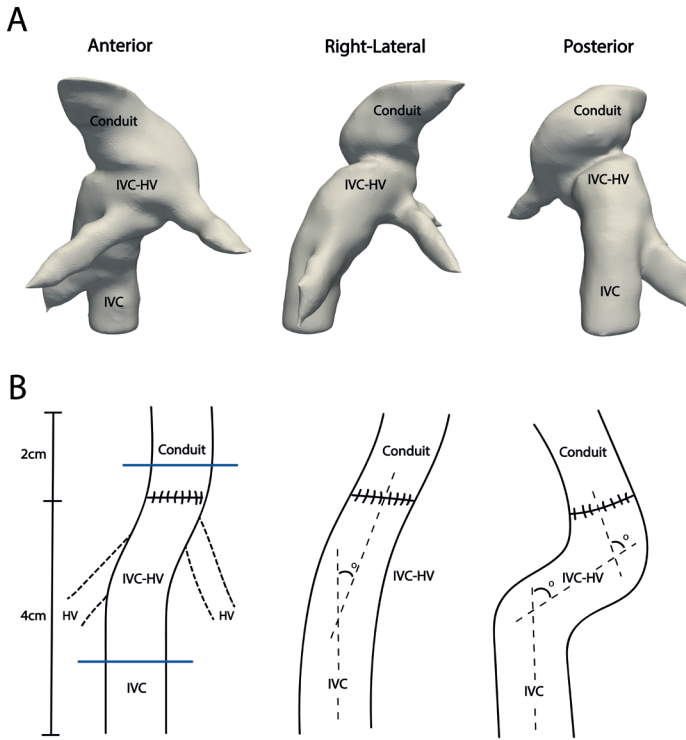 A
Anterior
Right-Lateral
Posterior
Conduit
IVC-HV
IVC
Conduit
IVC-HV
Conduit
IVC-HV
IVC
B
2cm
4cm
Conduit
IVC-HV
HV
HV
IVC
Conduit
o
IVC-HV
IVC
Conduit
o
o
IVC-HV
IVC